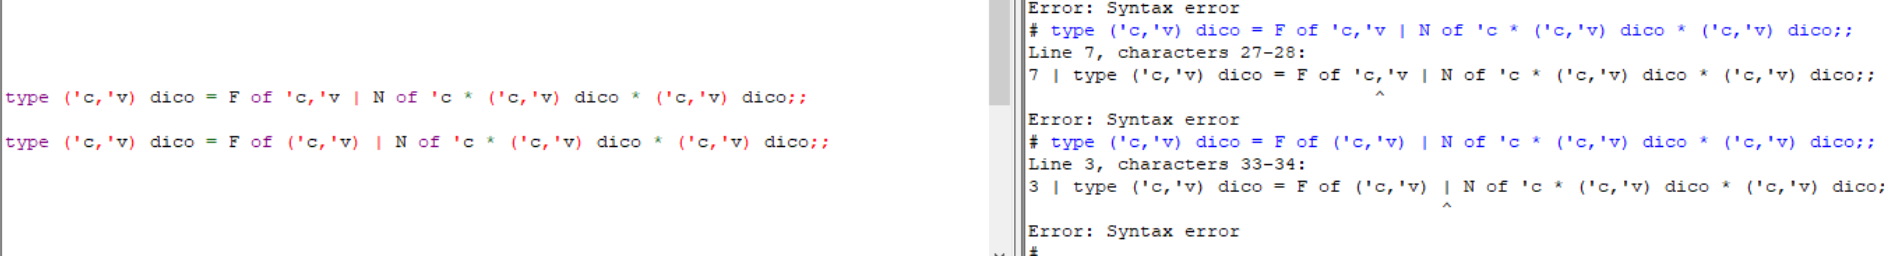 type ('c,'v) dico = F of 'c,'v | N of 'c * ('c,'v) dico * ('c,'v) dico;;
type ('c,'v) dico = F of ('c,'v) | N of 'c * ('c,'v) dico * ('c,'v) dico;;
Error: Syntax error
# type ('c,'v) dico = F of 'c,'v | N of 'c * ('c,'v) dico * ('c,'v) dico;;
Line 7, characters 27-28:
7 | type ('c,'v) dico = F of 'c,'v | N of 'c * ('c,'v) dico * ('c,'v) dico;;
^
Error: Syntax error
# type ('c,'v) dico = F of ('c,'v) | N of 'c * ('c,'v) dico * ('c,'v) dico;;
Line 3, characters 33-34:
3 | type ('c,'v) dico = F of ('c,'v) | N of 'c * ('c,'v) dico * ('c,'v) dico;
^
Error: Syntax error
#